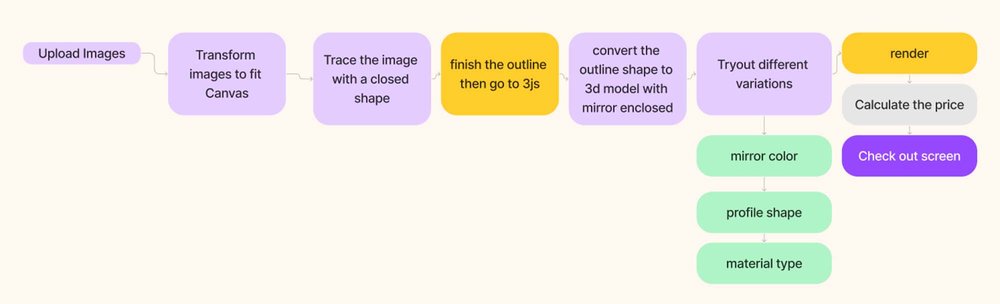 Upload Images
Transform
images to fit
Canvas
Trace the image
with a closed
shape
finish the outline
then go to 3js
convert the
outline shape to
3d model with
mirror enclosed
Tryout different
variations
mirror color
profile shape
material type
render
Calculate the price
Check out screen